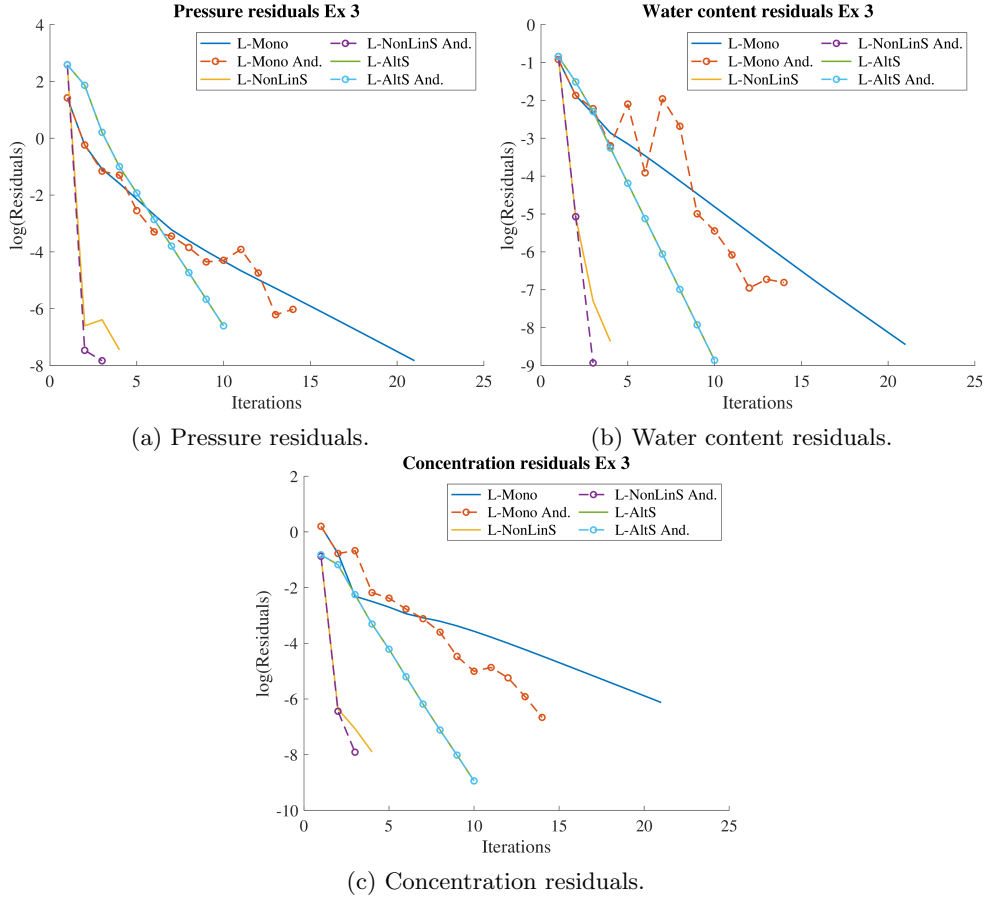 Pressure residuals Ex 3
L-Mono
L-Mono And.
L-NonLinS
L-NonLinS And.
L-AltS
L-AltS And.
log(Residuals)
4
2
0
-2
-4
-6
-8
0 5 10 15 20 25
Iterations
(a) Pressure residuals.
Water content residuals Ex 3
L-Mono
L-Mono And.
L-NonLinS
L-NonLinS And.
L-AltS
L-AltS And.
log(Residuals)
0
-1
-2
-3
-4
-5
-6
-7
-8
-9
0 5 10 15 20 25
Iterations
(b) Water content residuals.
Concentration residuals Ex 3
L-Mono
L-Mono And.
L-NonLinS
L-NonLinS And.
L-AltS
L-AltS And.
log(Residuals)
2
0
-2
-4
-6
-8
-10
0 5 10 15 20 25
Iterations
(c) Concentration residuals.